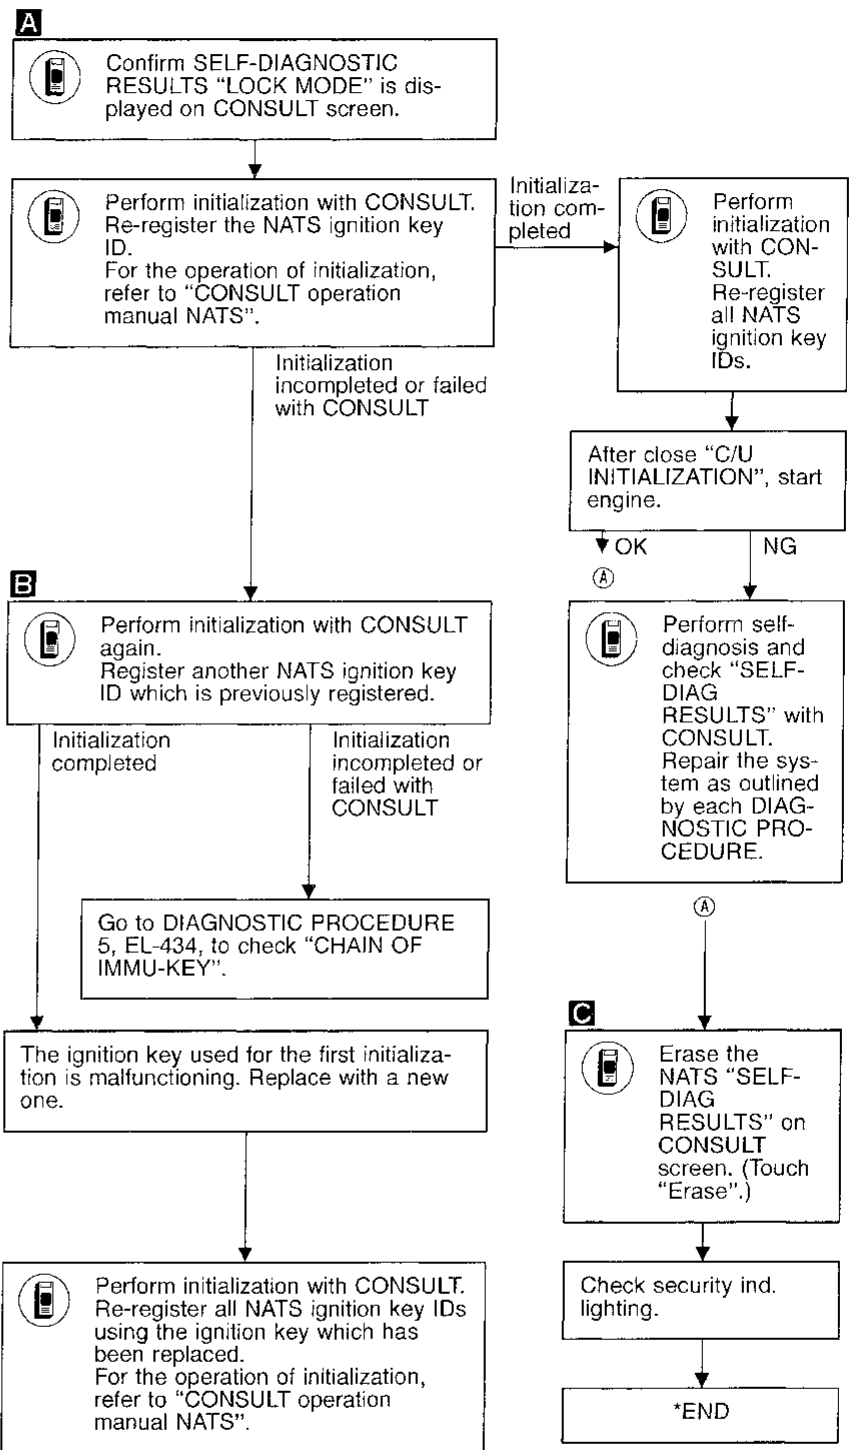 A
Confirm SELF-DIAGNOSTIC
RESULTS “LOCK MODE” is dis-
played on CONSULT screen.
Perform initialization with CONSULT.
Re-register the NATS ignition key
ID.
For the operation of initialization,
refer to “CONSULT operation
manual NATS”.
Initializa-
tion com-
pleted
Perform
initialization
with CON-
SULT.
Re-register
all NATS
ignition key
IDs.
Initialization
incompleted or failed
with CONSULT
After close “C/U
INITIALIZATION”, start
engine.
OK
NG
A
B
Perform initialization with CONSULT
again.
Register another NATS ignition key
ID which is previously registered.
Perform self-
diagnosis and
check “SELF-
DIAG
RESULTS” with
CONSULT.
Repair the sys-
tem as outlined
by each DIAG-
NOSTIC PRO-
CEDURE.
Initialization
completed
Initialization
incompleted or
failed with
CONSULT
Go to DIAGNOSTIC PROCEDURE
5, EL-434, to check “CHAIN OF
IMMU-KEY”.
A
The ignition key used for the first initializa-
tion is malfunctioning. Replace with a new
one.
C
Erase the
NATS “SELF-
DIAG
RESULTS” on
CONSULT
screen. (Touch
“Erase”.)
Perform initialization with CONSULT.
Re-register all NATS ignition key IDs
using the ignition key which has
been replaced.
For the operation of initialization,
refer to “CONSULT operation
manual NATS”.
Check security ind.
lighting.
*END